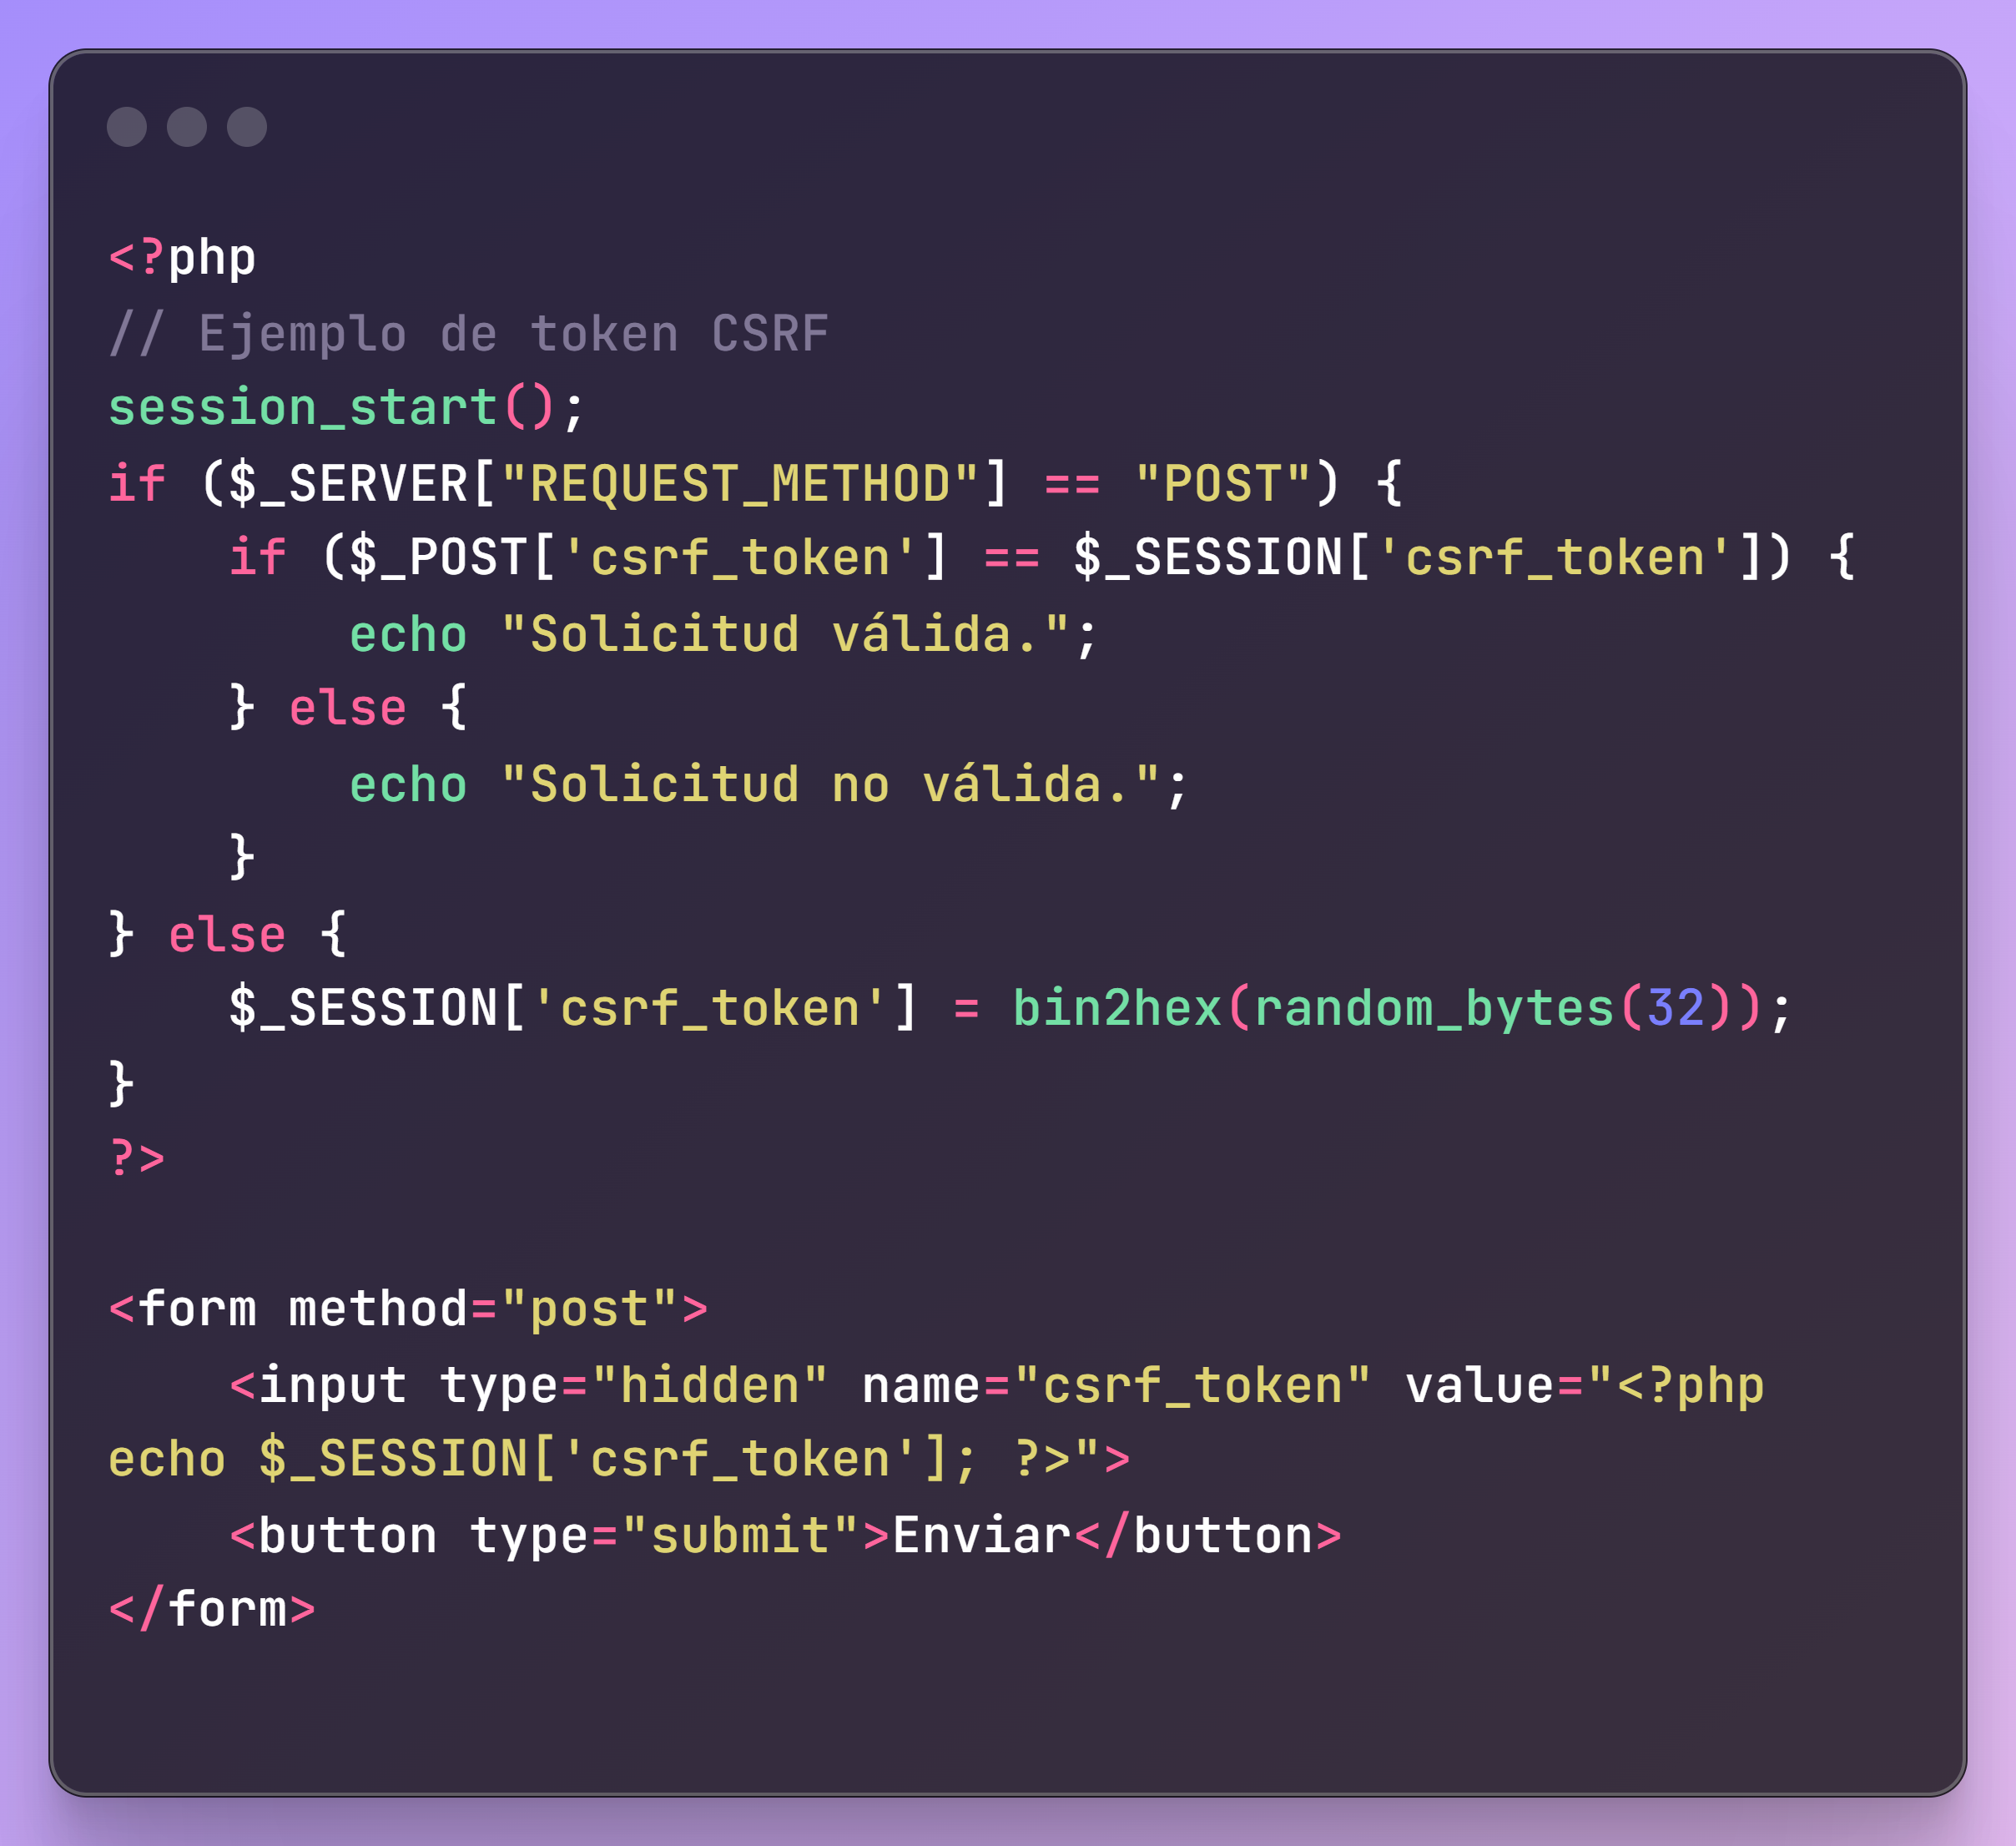 <?php
// Ejemplo de token CSRF
session_start();
if ($_SERVER["REQUEST_METHOD"] == "POST") {
    if ($_POST['csrf_token'] == $_SESSION['csrf_token']) {
        echo "Solicitud válida.";
    } else {
        echo "Solicitud no válida.";
    }
} else {
    $_SESSION['csrf_token'] = bin2hex(random_bytes(32));
}
?>

<form method="post">
    <input type="hidden" name="csrf_token" value="<?php
echo $_SESSION['csrf_token']; ?>">
    <button type="submit">Enviar</button>
</form>